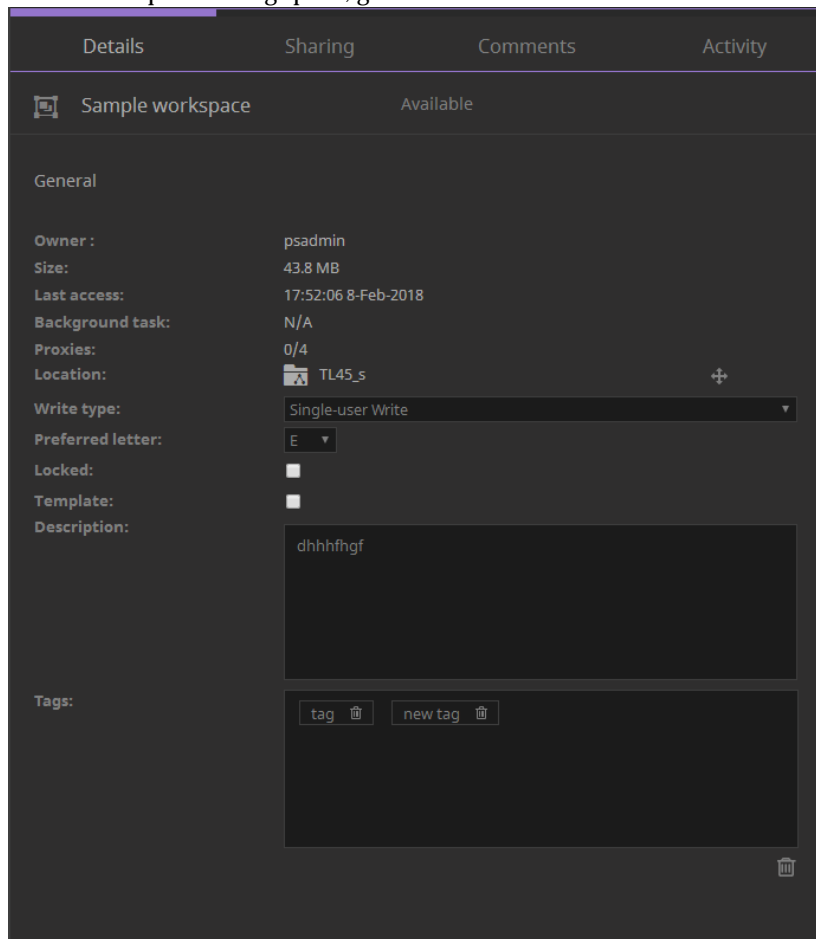 Details Sharing Comments Activity
Sample workspace Available
General
Owner : psadmin
Size: 43.8 MB
Last access: 17:52:06 8-Feb-2018
Background task: N/A
Proxies: 0/4
Location: TL45_s
Write type: Single-user Write
Preferred letter: E
Locked:
Template:
Description: dhhhfhgf
Tags: tag new tag